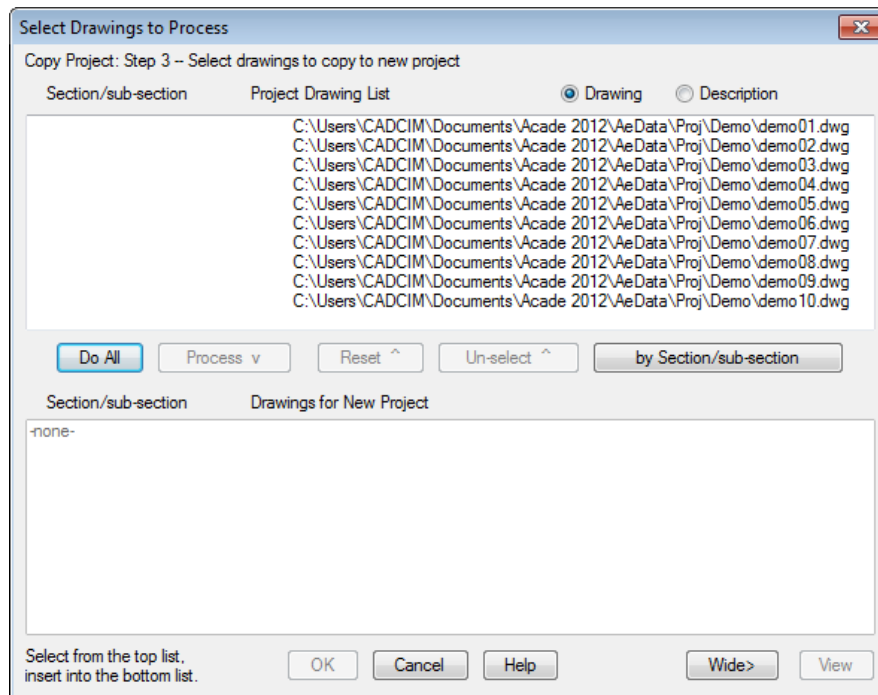 Select Drawings to Process
Copy Project: Step 3 -- Select drawings to copy to new project
Section/sub-section Project Drawing List Drawing Description
C:\Users\CADCIM\Documents\Acade 2012\AeData\Proj\Demo\demo01.dwg
C:\Users\CADCIM\Documents\Acade 2012\AeData\Proj\Demo\demo02.dwg
C:\Users\CADCIM\Documents\Acade 2012\AeData\Proj\Demo\demo03.dwg
C:\Users\CADCIM\Documents\Acade 2012\AeData\Proj\Demo\demo04.dwg
C:\Users\CADCIM\Documents\Acade 2012\AeData\Proj\Demo\demo05.dwg
C:\Users\CADCIM\Documents\Acade 2012\AeData\Proj\Demo\demo06.dwg
C:\Users\CADCIM\Documents\Acade 2012\AeData\Proj\Demo\demo07.dwg
C:\Users\CADCIM\Documents\Acade 2012\AeData\Proj\Demo\demo08.dwg
C:\Users\CADCIM\Documents\Acade 2012\AeData\Proj\Demo\demo09.dwg
C:\Users\CADCIM\Documents\Acade 2012\AeData\Proj\Demo\demo10.dwg
Do All Process v Reset ^ Un-select ^ by Section/sub-section
Section/sub-section Drawings for New Project
-none-
Select from the top list,
insert into the bottom list.
OK Cancel Help Wide> View